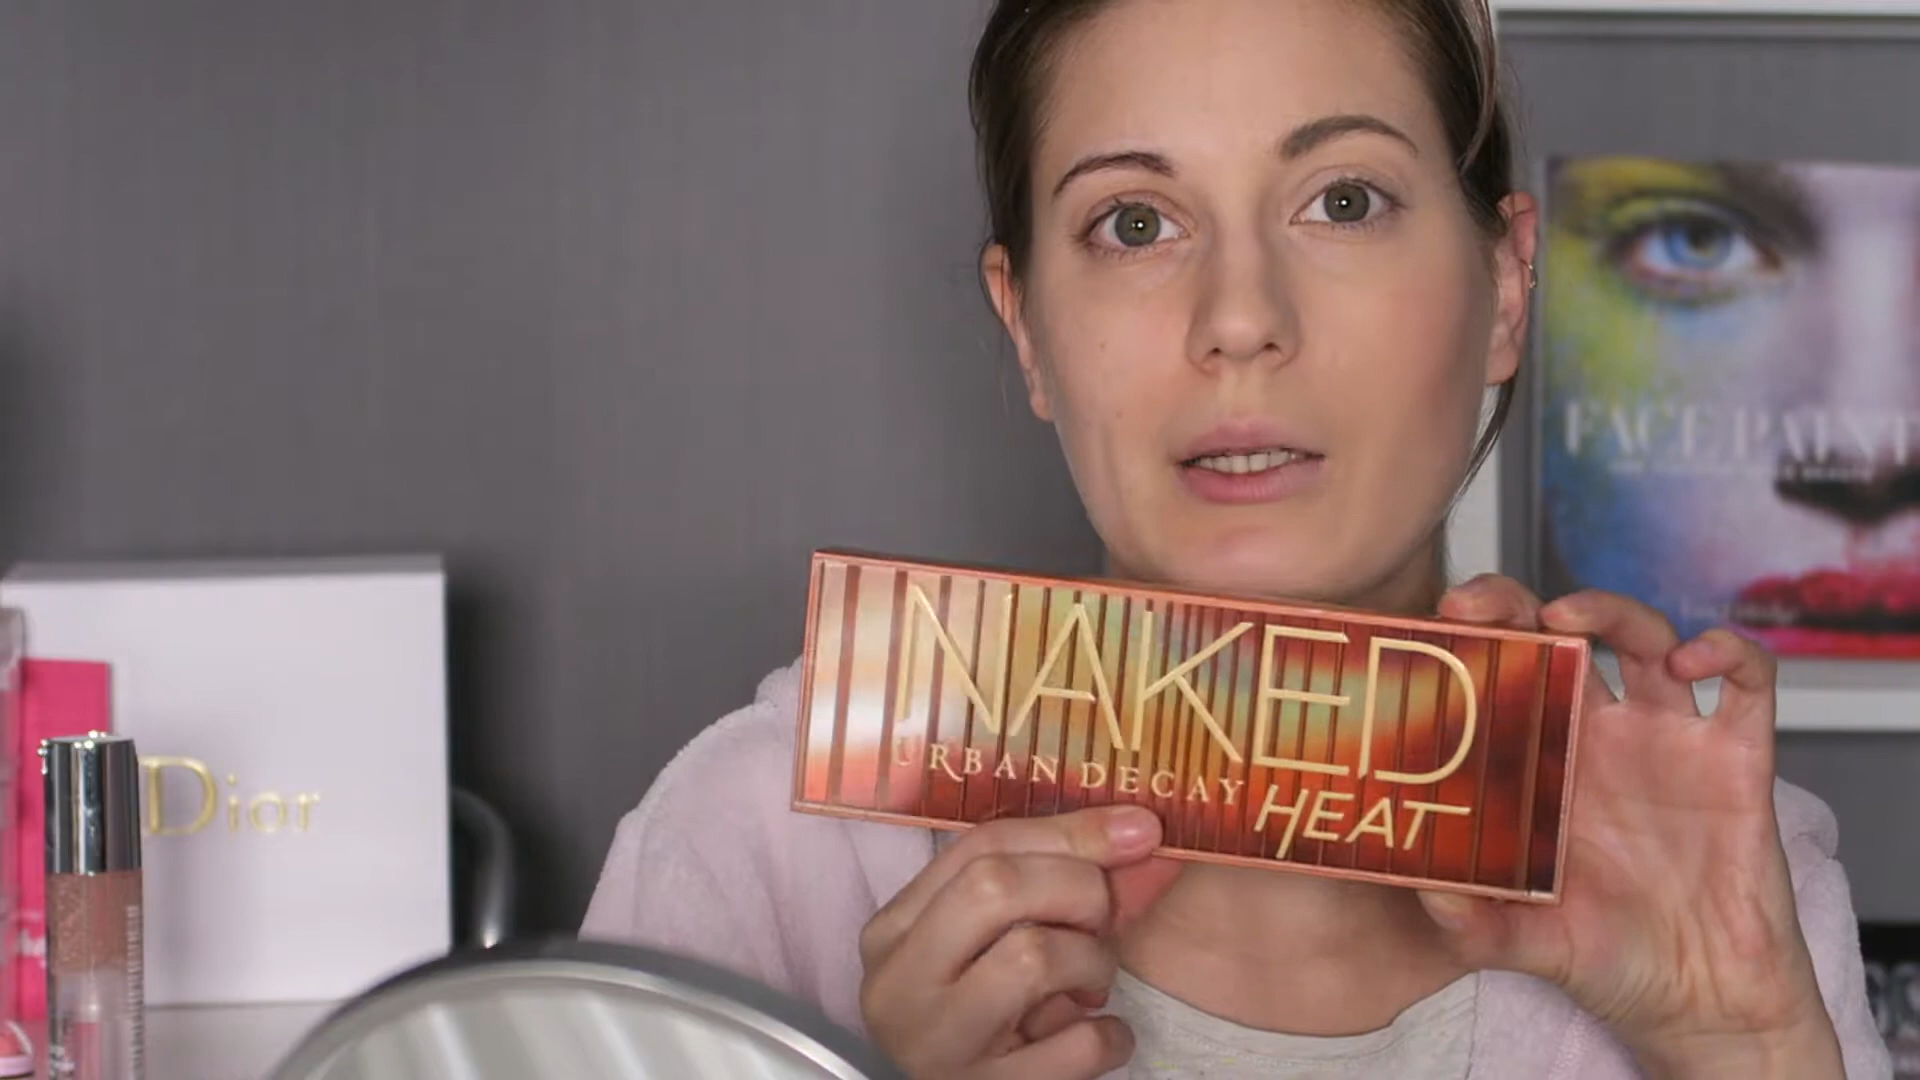 NAKED
URBAN DECAY
HEAT
Dior
FACE PAINT